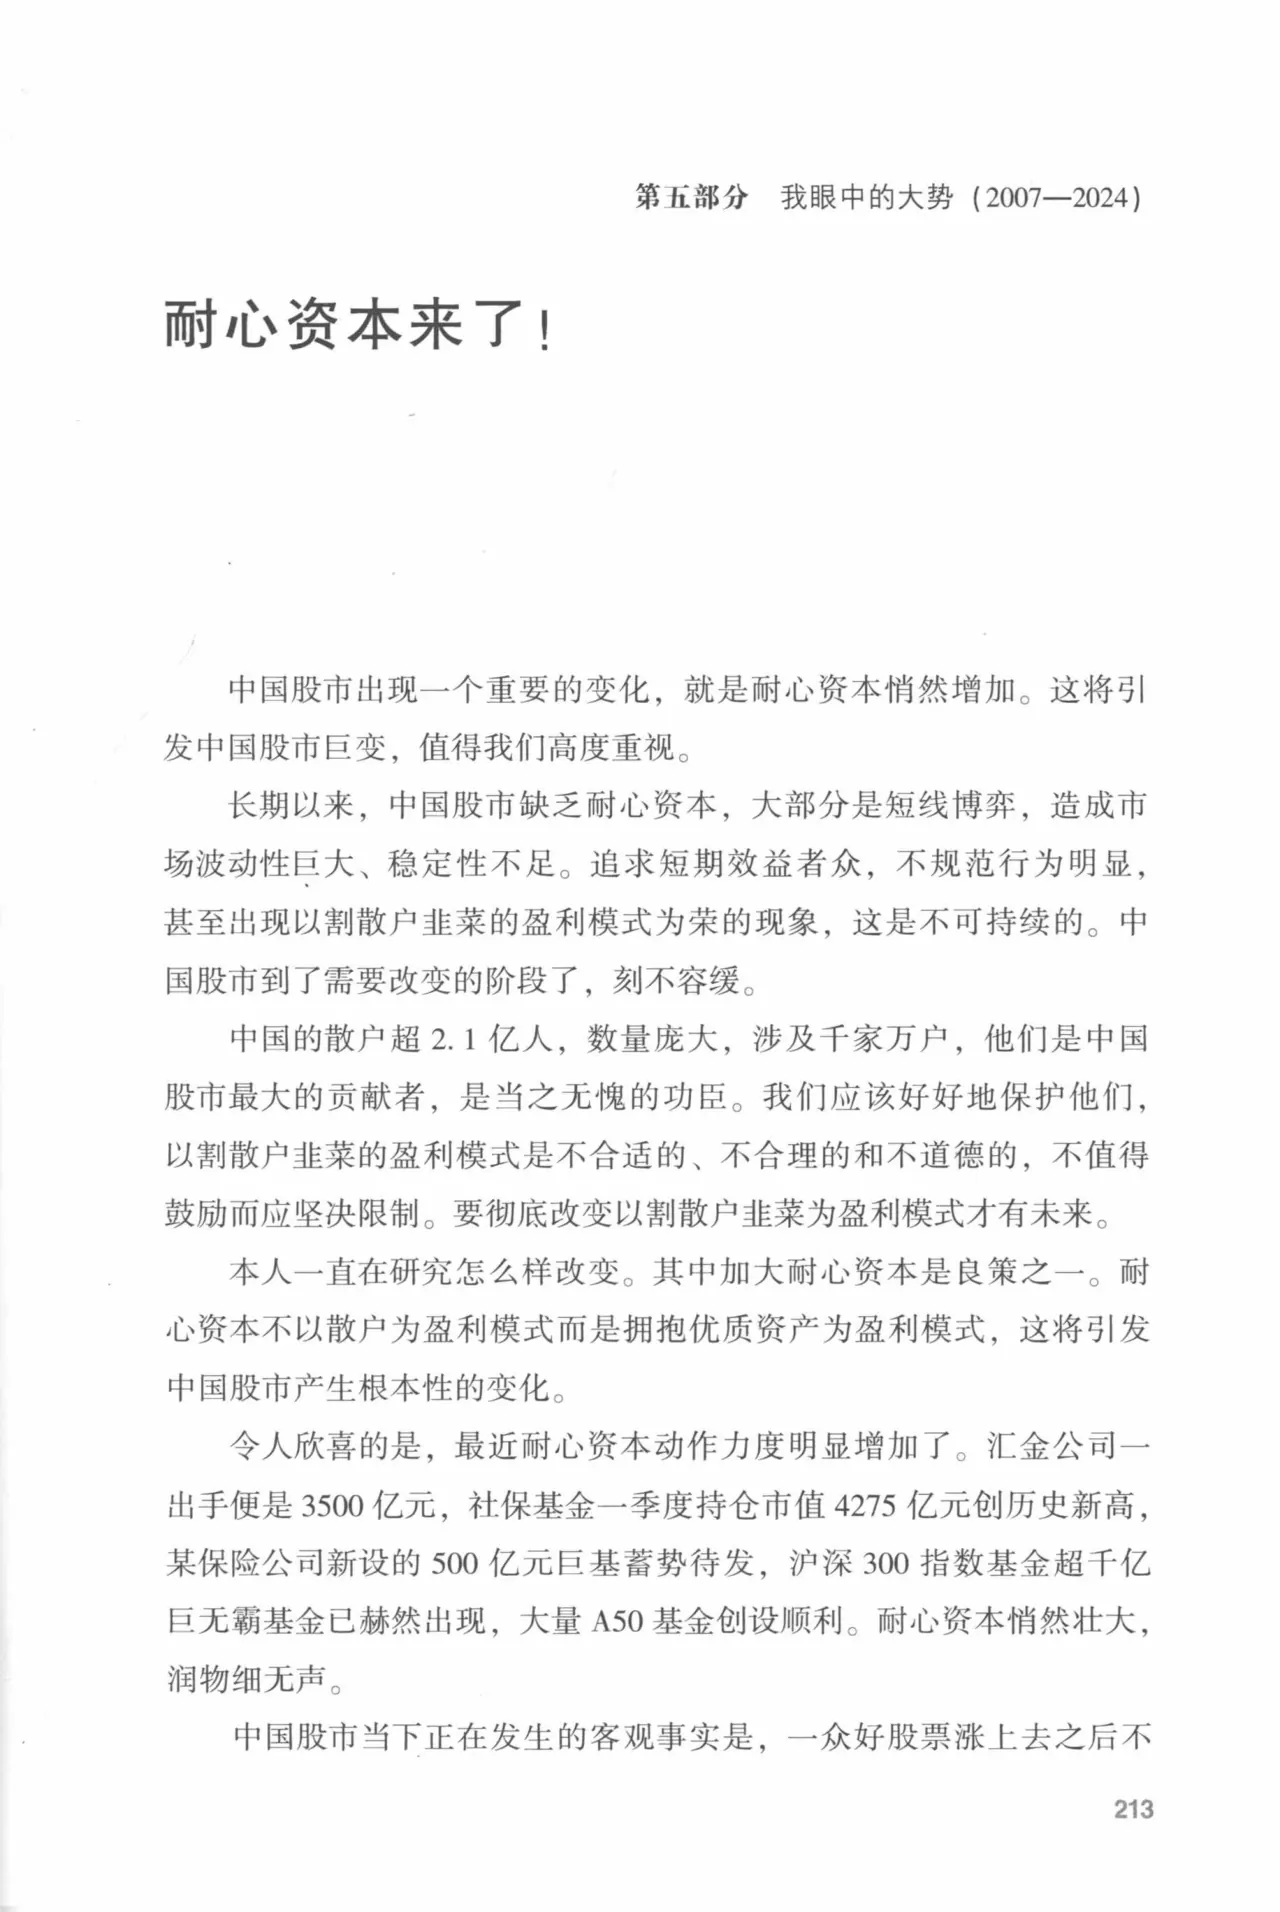 第五部分 我眼中的大势（2007—2024）
耐心资本来了！
中国股市出现一个重要的变化，就是耐心资本悄然增加。这将引
发中国股市巨变，值得我们高度重视。
长期以来，中国股市缺乏耐心资本，大部分是短线博弈，造成市
场波动性巨大、稳定性不足。追求短期效益者众，不规范行为明显，
甚至出现以割散户韭菜的盈利模式为荣的现象，这是不可持续的。中
国股市到了需要改变的阶段了，刻不容缓。
中国的散户超 2.1 亿人，数量庞大，涉及千家万户，他们是中国
股市最大的贡献者，是当之无愧的功臣。我们应该好好地保护他们，
以割散户韭菜的盈利模式是不合适的、不合理的和不道德的，不值得
鼓励而应坚决限制。要彻底改变以割散户韭菜为盈利模式才有未来。
本人一直在研究怎么样改变。其中加大耐心资本是良策之一。耐
心资本不以散户为盈利模式而是拥抱优质资产为盈利模式，这将引发
中国股市产生根本性的变化。
令人欣喜的是，最近耐心资本动作力度明显增加了。汇金公司一
出手便是 3500 亿元，社保基金一季度持仓市值 4275 亿元创历史新高，
某保险公司新设的 500 亿元巨基蓄势待发，沪深 300 指数基金超千亿
巨无霸基金已赫然出现，大量 A50 基金创设顺利。耐心资本悄然壮大，
润物细无声。
中国股市当下正在发生的客观事实是，一众好股票涨上去之后不
213